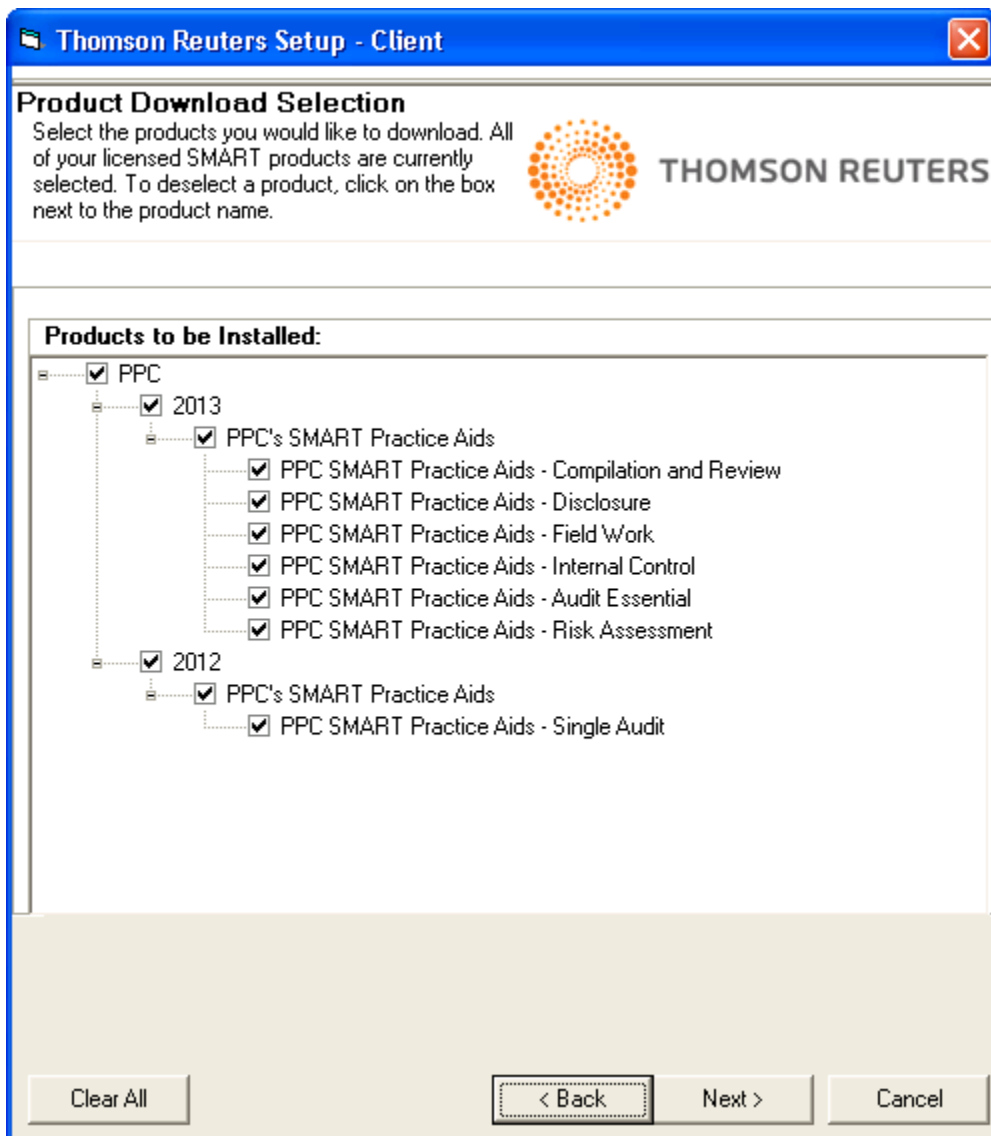 Thomson Reuters Setup - Client
Product Download Selection
Select the products you would like to download. All
of your licensed SMART products are currently
selected. To deselect a product, click on the box
next to the product name.
THOMSON REUTERS
Products to be Installed:
PPC
2013
PPC's SMART Practice Aids
PPC SMART Practice Aids - Compilation and Review
PPC SMART Practice Aids - Disclosure
PPC SMART Practice Aids - Field Work
PPC SMART Practice Aids - Internal Control
PPC SMART Practice Aids - Audit Essential
PPC SMART Practice Aids - Risk Assessment
2012
PPC's SMART Practice Aids
PPC SMART Practice Aids - Single Audit
Clear All
< Back
Next >
Cancel